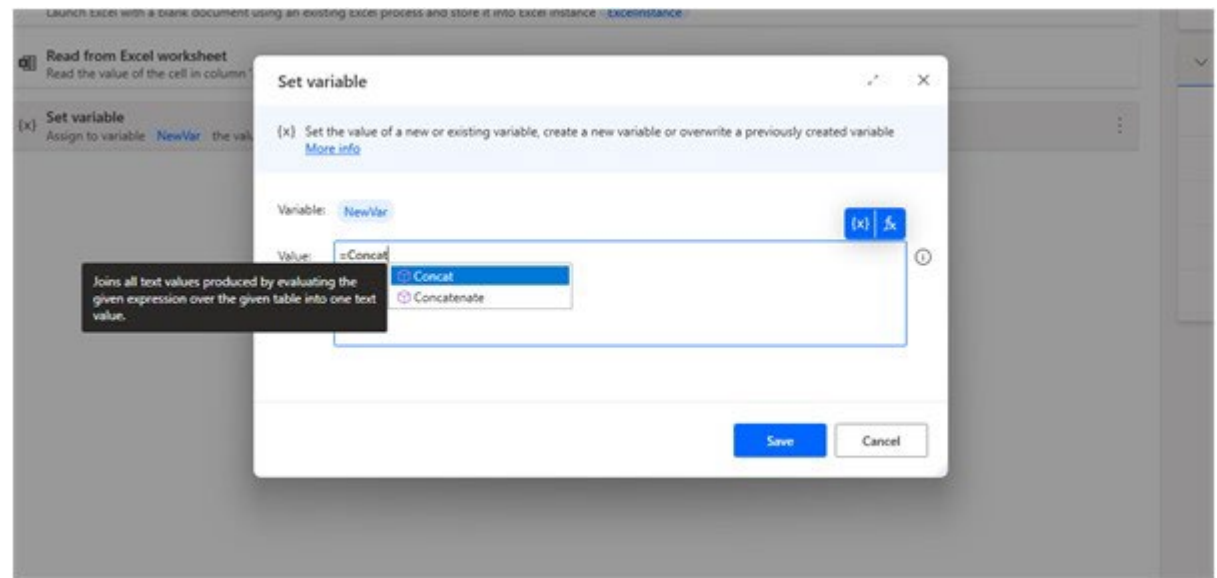 Launch Excel with a blank document using an existing Excel process and store it into Excel instance ExcelInstance
Read from Excel worksheet
Read the value of the cell in column '
{x} Set variable
Assign to variable NewVar the valu
Set variable
{x} Set the value of a new or existing variable, create a new variable or overwrite a previously created variable
More info
Variable: NewVar
{x} fx
Value: =Concat
Concat
Concatenate
Joins all text values produced by evaluating the
given expression over the given table into one text
value.
Save Cancel